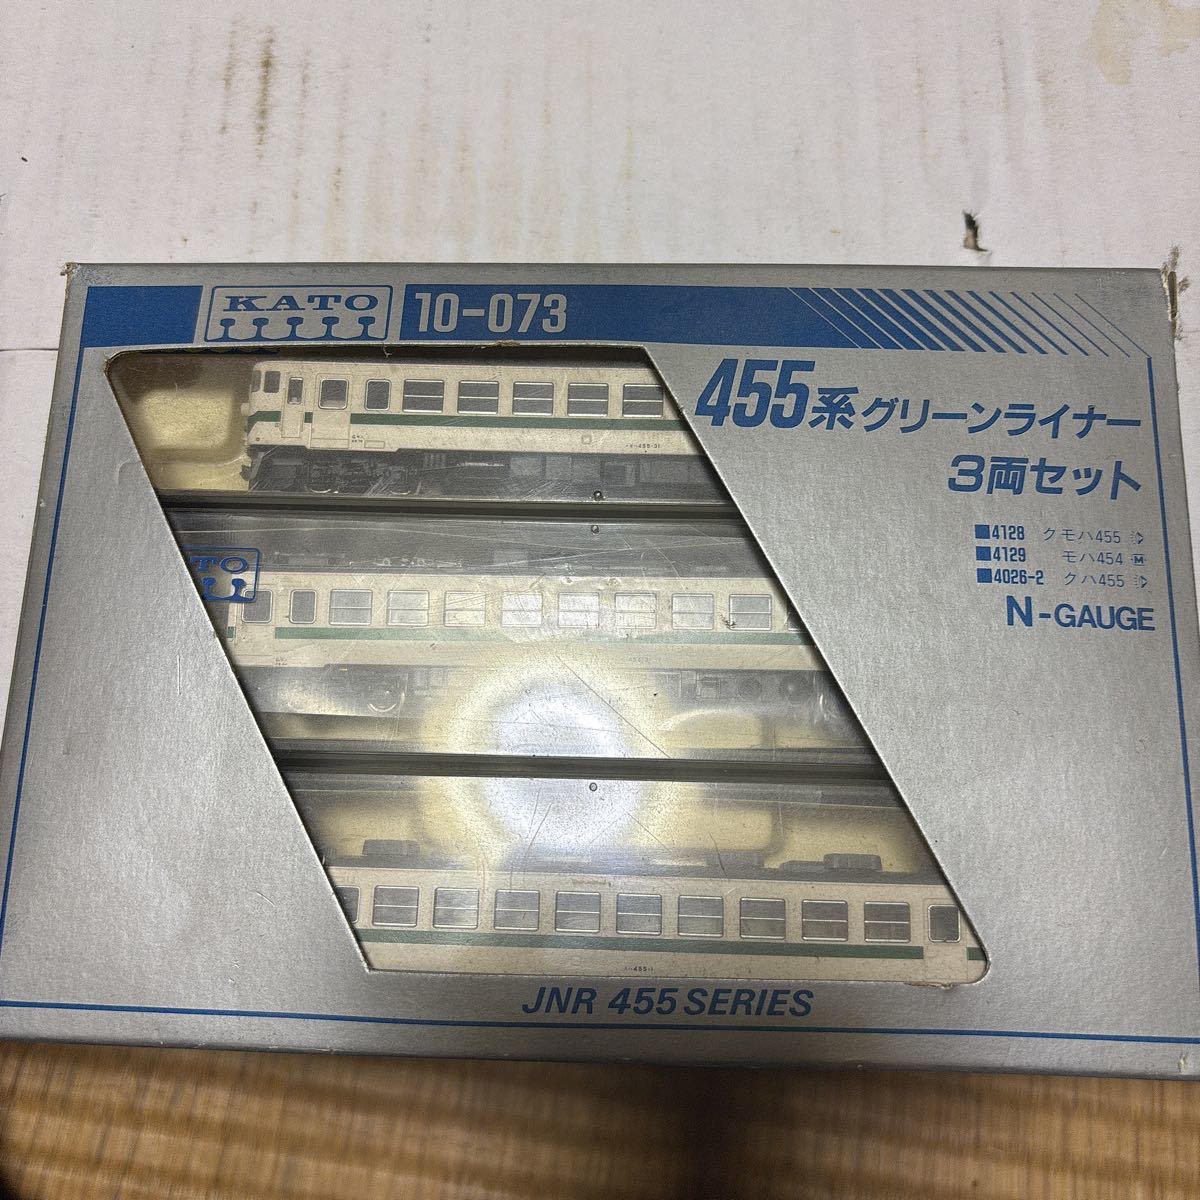 KATO
10-073
455系グリーンライナー
3両セット
■4128 クモハ455
■4129 モハ454 M
■4026-2 クハ455
N-GAUGE
ATO
JNR 455 SERIES